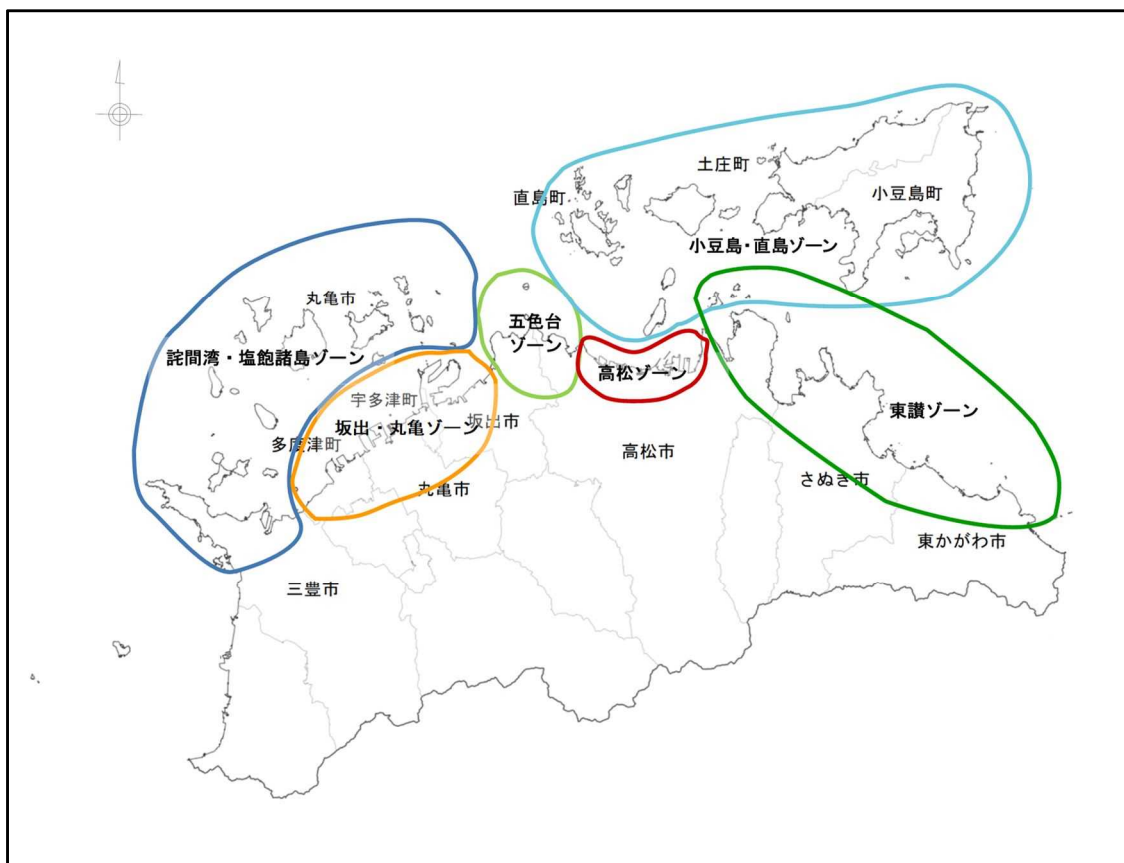 土庄町
直島町
小豆島町
小豆島・直島ゾーン
丸亀市
五色台
ゾーン
詫間湾・塩飽諸島ゾーン
高松ゾーン
宇多津町
東讃ゾーン
坂出・丸亀ゾーン
坂出市
多度津町
高松市
さぬき市
丸亀市
東かがわ市
三豊市